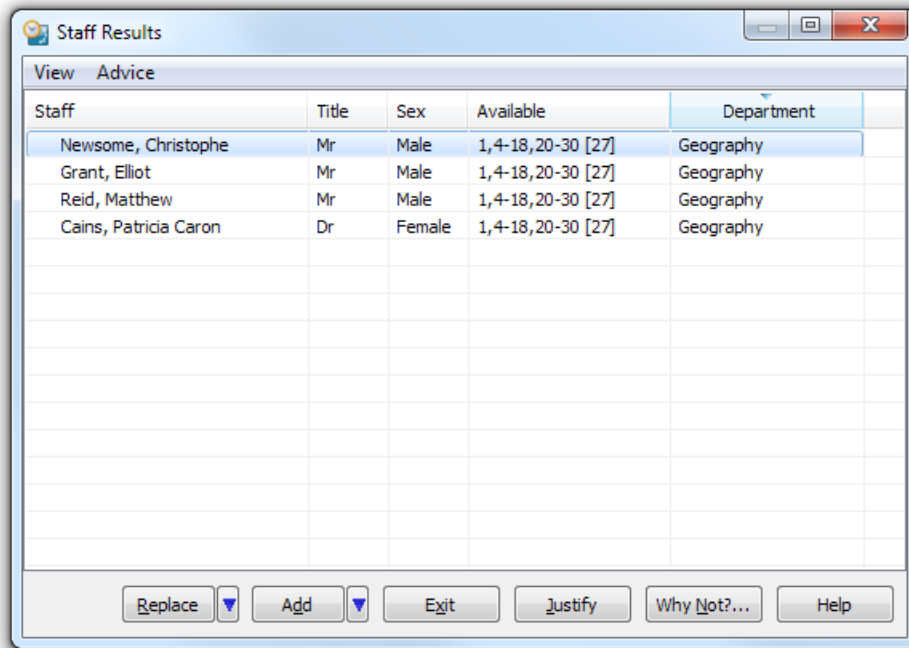 Staff Results
View Advice
Staff Title Sex Available Department
Newsome, Christophe Mr Male 1,4-18,20-30 [27] Geography
Grant, Elliot Mr Male 1,4-18,20-30 [27] Geography
Reid, Matthew Mr Male 1,4-18,20-30 [27] Geography
Cains, Patricia Caron Dr Female 1,4-18,20-30 [27] Geography
Replace Add Exit Justify Why Not?... Help